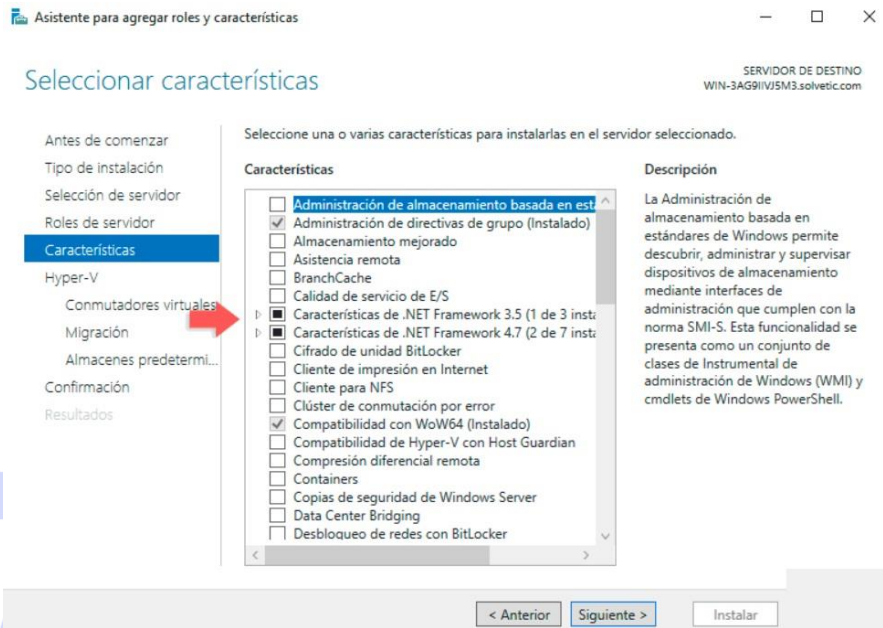 Asistente para agregar roles y características
Seleccionar características
SERVIDOR DE DESTINO
WIN-3AG9IIVJ5M3.solvetic.com
Antes de comenzar
Tipo de instalación
Selección de servidor
Roles de servidor
Características
Hyper-V
Conmutadores virtuales
Migración
Almacenes predetermi...
Confirmación
Resultados
Seleccione una o varias características para instalarlas en el servidor seleccionado.
Características
Administración de almacenamiento basada en está
Administración de directivas de grupo (Instalado)
Almacenamiento mejorado
Asistencia remota
BranchCache
Calidad de servicio de E/S
Características de .NET Framework 3.5 (1 de 3 insta
Características de .NET Framework 4.7 (2 de 7 insta
Cifrado de unidad BitLocker
Cliente de impresión en Internet
Cliente para NFS
Clúster de conmutación por error
Compatibilidad con WoW64 (Instalado)
Compatibilidad de Hyper-V con Host Guardian
Compresión diferencial remota
Containers
Copias de seguridad de Windows Server
Data Center Bridging
Desbloqueo de redes con BitLocker
Descripción
La Administración de
almacenamiento basada en
estándares de Windows permite
descubrir, administrar y supervisar
dispositivos de almacenamiento
mediante interfaces de
administración que cumplen con la
norma SMI-S. Esta funcionalidad se
presenta como un conjunto de
clases de Instrumental de
administración de Windows (WMI) y
cmdlets de Windows PowerShell.
< Anterior
Siguiente >
Instalar